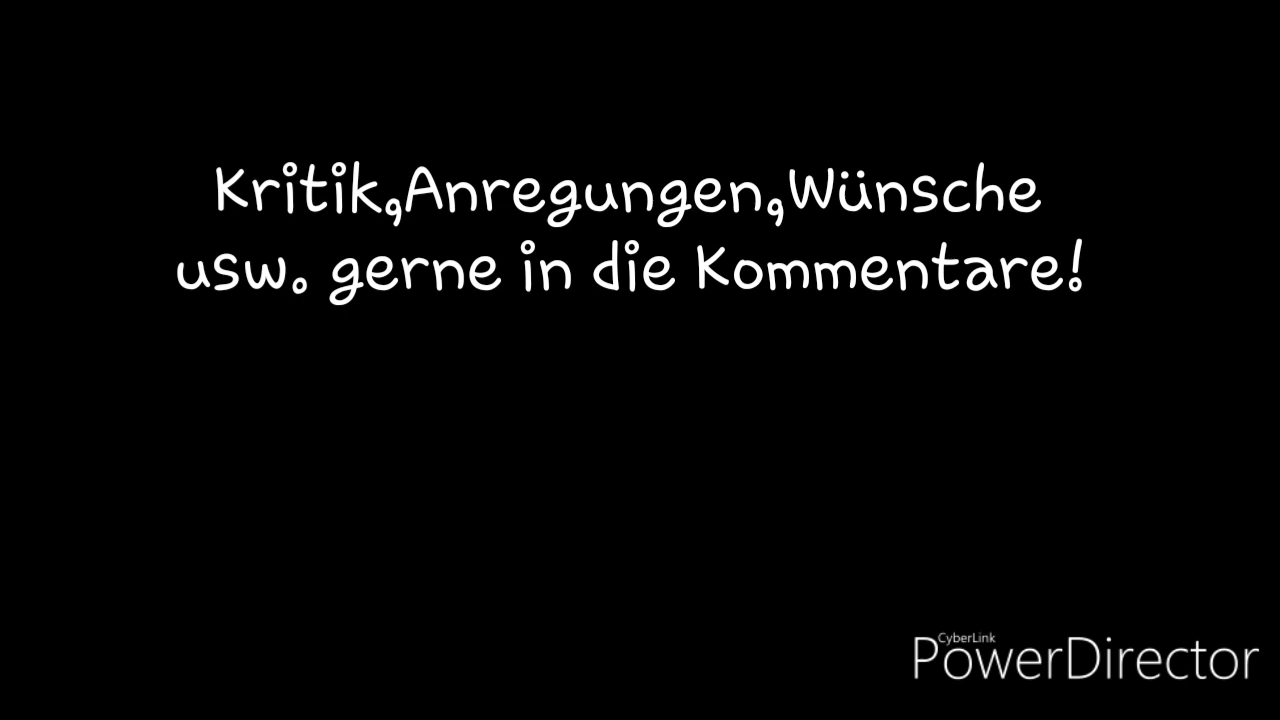 Kritik,Anregungen,Wünsche
usw. gerne in die Kommentare!
CyberLink
PowerDirector